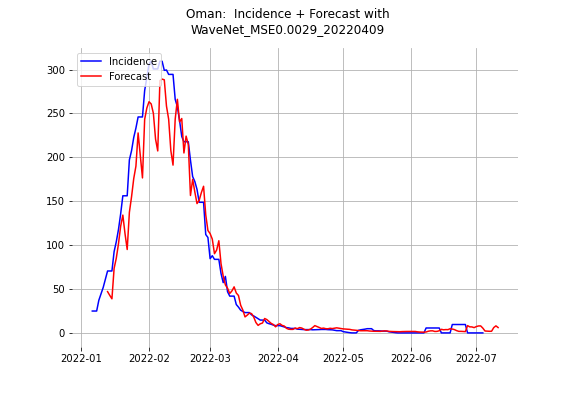 Oman:  Incidence + Forecast with
WaveNet_MSE0.0029_20220409
Incidence
Forecast
300
250
200
150
100
50
0
2022-01 2022-02 2022-03 2022-04 2022-05 2022-06 2022-07